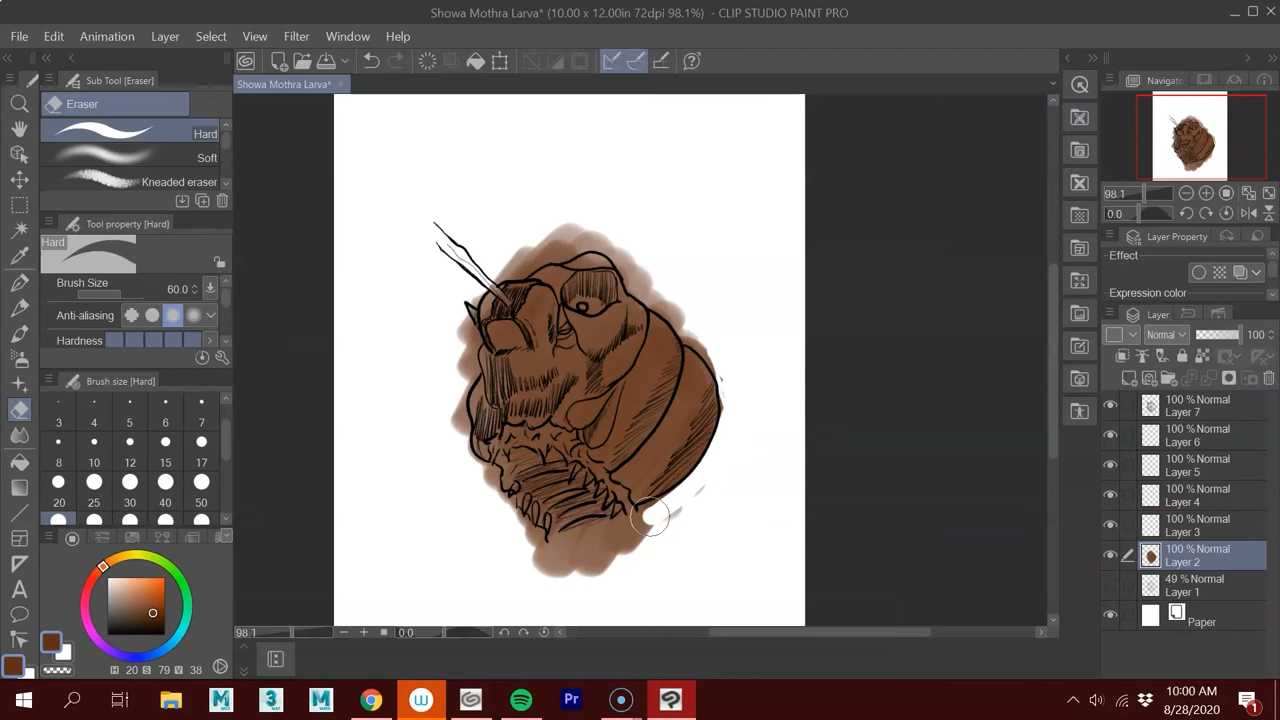 Showa Mothra Larva* (10.00 x 12.00in 72dpi 98.1%) - CLIP STUDIO PAINT PRO
File Edit Animation Layer Select View Filter Window Help
Sub Tool [Eraser]
Showa Mothra Larva*
Navigator
Eraser
Hard
Soft
Kneaded eraser
98.1
0.0
Tool property [Hard]
Layer Property
Hard
Effect
Brush Size 60.0
Expression color
Anti-aliasing
Layer
Hardness
Normal 100
Brush size [Hard]
3 4 5 6 7
8 10 12 15 17
20 25 30 40 50
100 % Normal
Layer 7
100 % Normal
Layer 6
100 % Normal
Layer 5
100 % Normal
Layer 4
100 % Normal
Layer 3
100 % Normal
Layer 2
49 % Normal
Layer 1
Paper
98.1 0.0
H 20 S 79 V 38
10:00 AM
8/28/2020
1